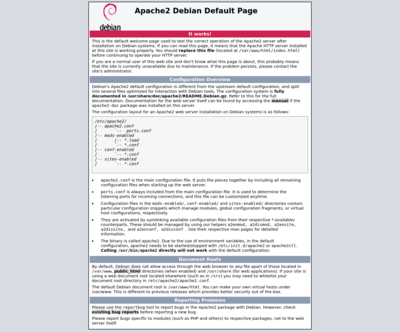 debian
Apache2 Debian Default Page
It works!
This is the default welcome page used to test the correct operation of the Apache2 server after
installation on Debian systems. If you can read this page, it means that the Apache HTTP server installed
at this site is working properly. You should replace this file (located at /var/www/html/index.html)
before continuing to operate your HTTP server.
If you are a normal user of this web site and don't know what this page is about, this probably means
that the site is currently unavailable due to maintenance. If the problem persists, please contact the
site's administrator.
Configuration Overview
Debian's Apache2 default configuration is different from the upstream default configuration, and split
into several files optimized for interaction with Debian tools. The configuration system is fully
documented in /usr/share/doc/apache2/README.Debian.gz. Refer to this for the full
documentation. Documentation for the web server itself can be found by accessing the manual if the
apache2-doc package was installed on this server.
The configuration layout for an Apache2 web server installation on Debian systems is as follows:
/etc/apache2/
|-- apache2.conf
|       `--  ports.conf
|-- mods-enabled
|       |-- *.load
|       `-- *.conf
|-- conf-enabled
|       `-- *.conf
|-- sites-enabled
|       `-- *.conf
• apache2.conf is the main configuration file. It puts the pieces together by including all remaining
configuration files when starting up the web server.
• ports.conf is always included from the main configuration file. It is used to determine the
listening ports for incoming connections, and this file can be customized anytime.
• Configuration files in the mods-enabled/, conf-enabled/ and sites-enabled/ directories contain
particular configuration snippets which manage modules, global configuration fragments, or virtual
host configurations, respectively.
• They are activated by symlinking available configuration files from their respective *-available/
counterparts. These should be managed by using our helpers a2enmod, a2dismod, a2ensite,
a2dissite, and a2enconf, a2disconf . See their respective man pages for detailed
information.
• The binary is called apache2. Due to the use of environment variables, in the default
configuration, apache2 needs to be started/stopped with /etc/init.d/apache2 or apache2ctl.
Calling /usr/bin/apache2 directly will not work with the default configuration.
Document Roots
By default, Debian does not allow access through the web browser to any file apart of those located in
/var/www, public_html directories (when enabled) and /usr/share (for web applications). If your site is
using a web document root located elsewhere (such as in /srv) you may need to whitelist your
document root directory in /etc/apache2/apache2.conf.
The default Debian document root is /var/www/html. You can make your own virtual hosts under
/var/www. This is different to previous releases which provides better security out of the box.
Reporting Problems
Please use the reportbug tool to report bugs in the Apache2 package with Debian. However, check
existing bug reports before reporting a new bug.
Please report bugs specific to modules (such as PHP and others) to respective packages, not to the web
server itself.